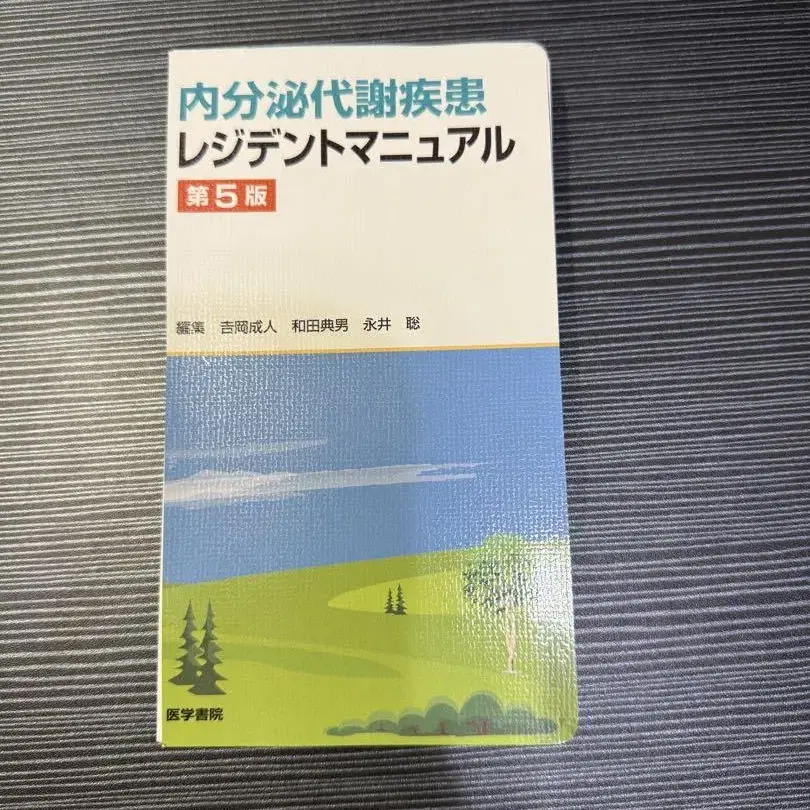 内分泌代謝疾患
レジデントマニュアル
第5版
編集 吉岡成人 和田典男 永井 聡
医学書院